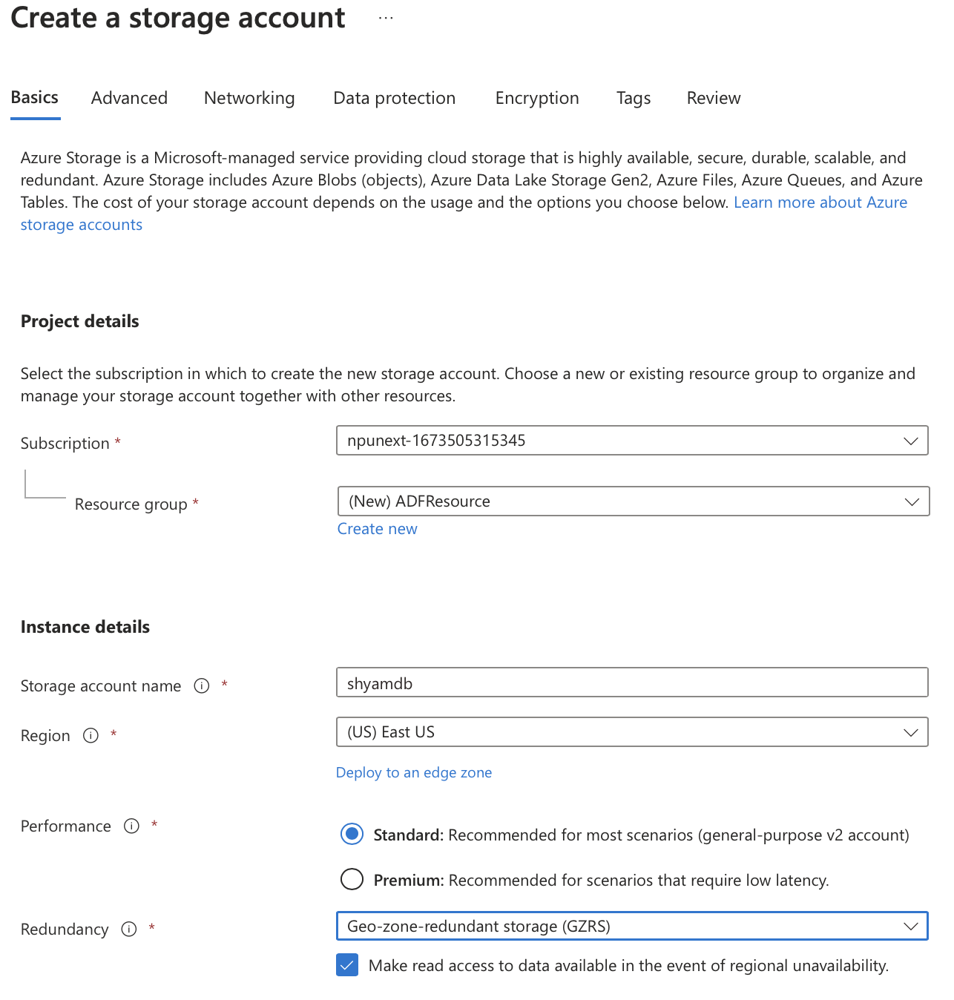 Create a storage account ...
Basics Advanced Networking Data protection Encryption Tags Review
Azure Storage is a Microsoft-managed service providing cloud storage that is highly available, secure, durable, scalable, and
redundant. Azure Storage includes Azure Blobs (objects), Azure Data Lake Storage Gen2, Azure Files, Azure Queues, and Azure
Tables. The cost of your storage account depends on the usage and the options you choose below. Learn more about Azure
storage accounts
Project details
Select the subscription in which to create the new storage account. Choose a new or existing resource group to organize and
manage your storage account together with other resources.
Subscription * npunext-1673505315345
Resource group * (New) ADFResource
Create new
Instance details
Storage account name * shyamdb
Region * (US) East US
Deploy to an edge zone
Performance * Standard: Recommended for most scenarios (general-purpose v2 account)
Premium: Recommended for scenarios that require low latency.
Redundancy * Geo-zone-redundant storage (GZRS)
Make read access to data available in the event of regional unavailability.